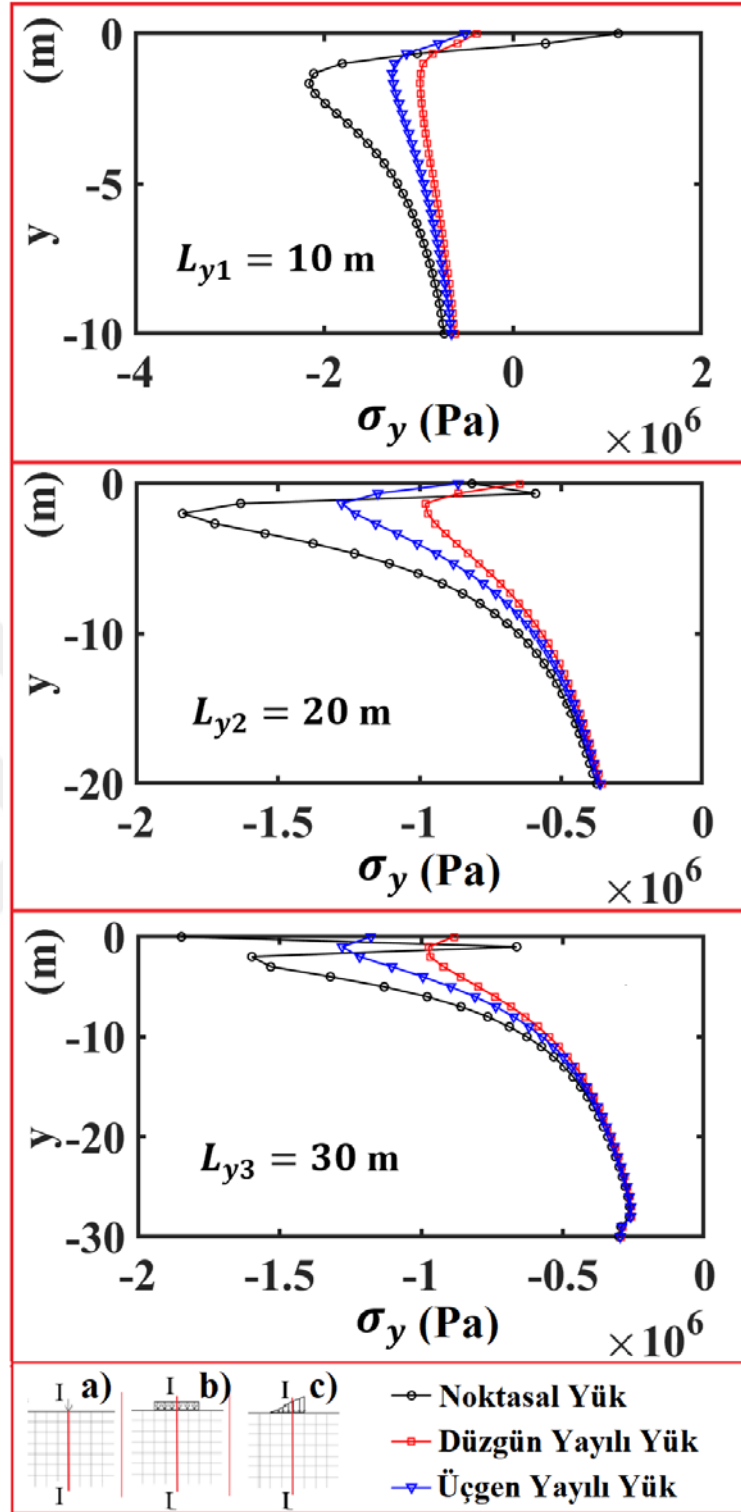 0
(m)
-5
y
L_y1 = 10 m
-10
-4 -2 0 2
σ_y (Pa) ×10^6
0
(m)
-10
y
L_y2 = 20 m
-20
-2 -1.5 -1 -0.5 0
σ_y (Pa) ×10^6
0
(m)
-10
-20
y
L_y3 = 30 m
-30
-2 -1.5 -1 -0.5 0
σ_y (Pa) ×10^6
I a) I b) I c)
I I I
Noktasal Yük
Düzgün Yayılı Yük
Üçgen Yayılı Yük